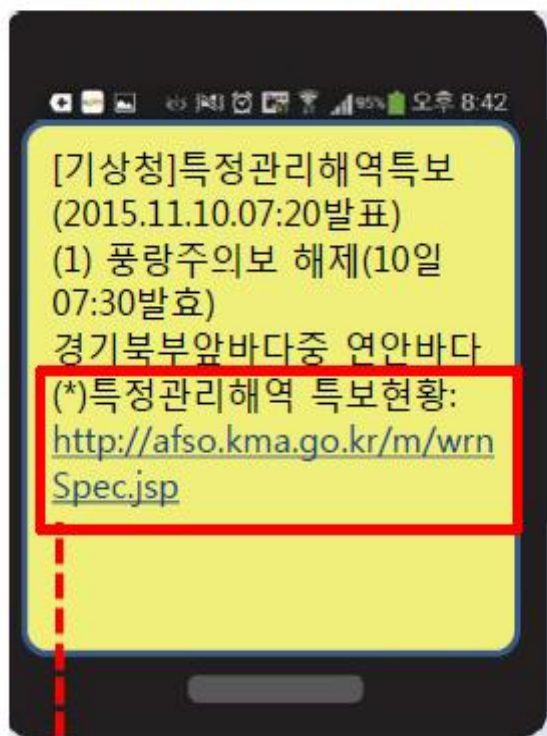 95% 오후 8:42
[기상청]특정관리해역특보
(2015.11.10.07:20발표)
(1) 풍랑주의보 해제(10일
07:30발효)
경기북부앞바다중 연안바다
(*)특정관리해역 특보현황:
http://afso.kma.go.kr/m/wrn
Spec.jsp